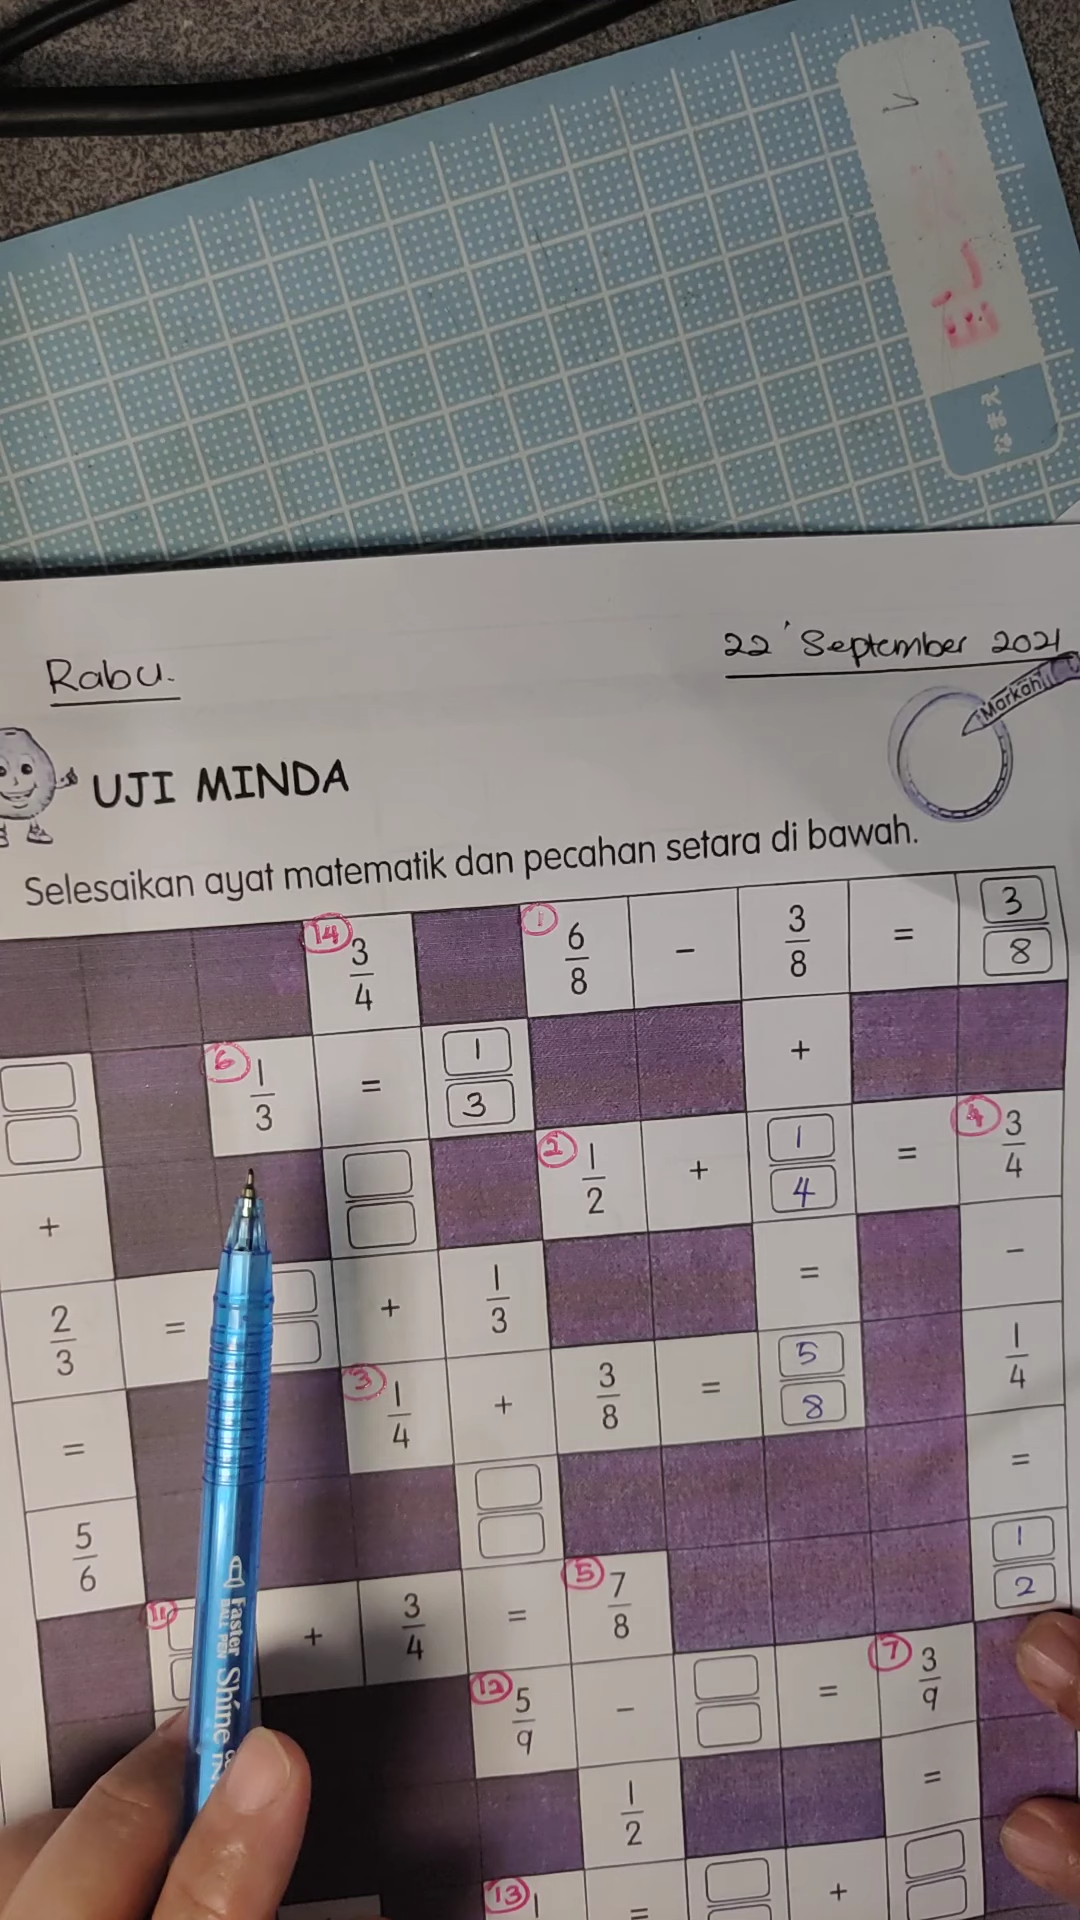 Rabu.
22 September 2021
Markah
UJI MINDA
Selesaikan ayat matematik dan pecahan setara di bawah.
14 3/4 1 6/8 - 3/8 = 3/8
6 1/3 = 1/3 +
+ 2 1/2 + 1/4 = 4 3/4
2/3 = + 1/3 = -
= 3 1/4 + 3/8 = 5/8 1/4
5/6 =
11 + 3/4 = 5 7/8 1/2
12 5/9 - = 7 3/9
1/2 =
13 1 = +
Faster
BALL PEN
Shine